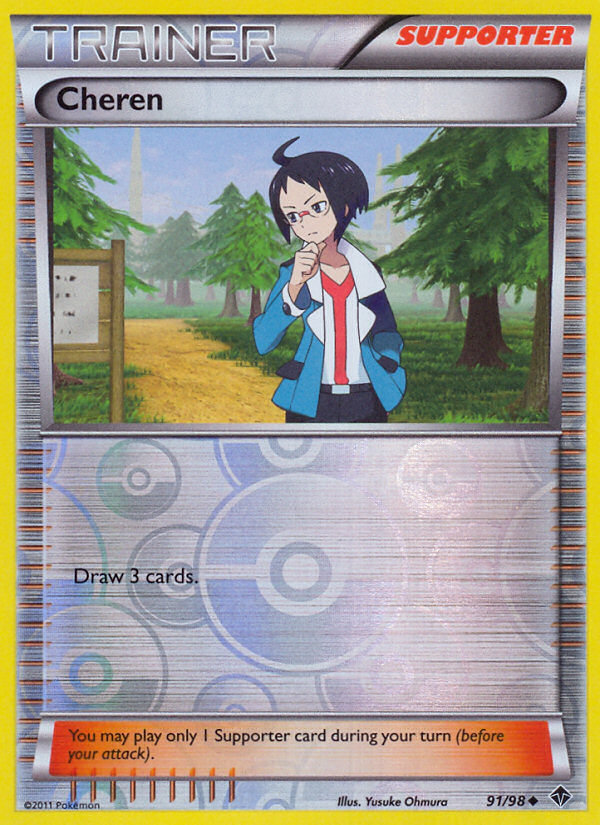 TRAINER
SUPPORTER
Cheren
Draw 3 cards.
You may play only 1 Supporter card during your turn (before
your attack).
©2011 Pokémon
Illus. Yusuke Ohmura
91/98